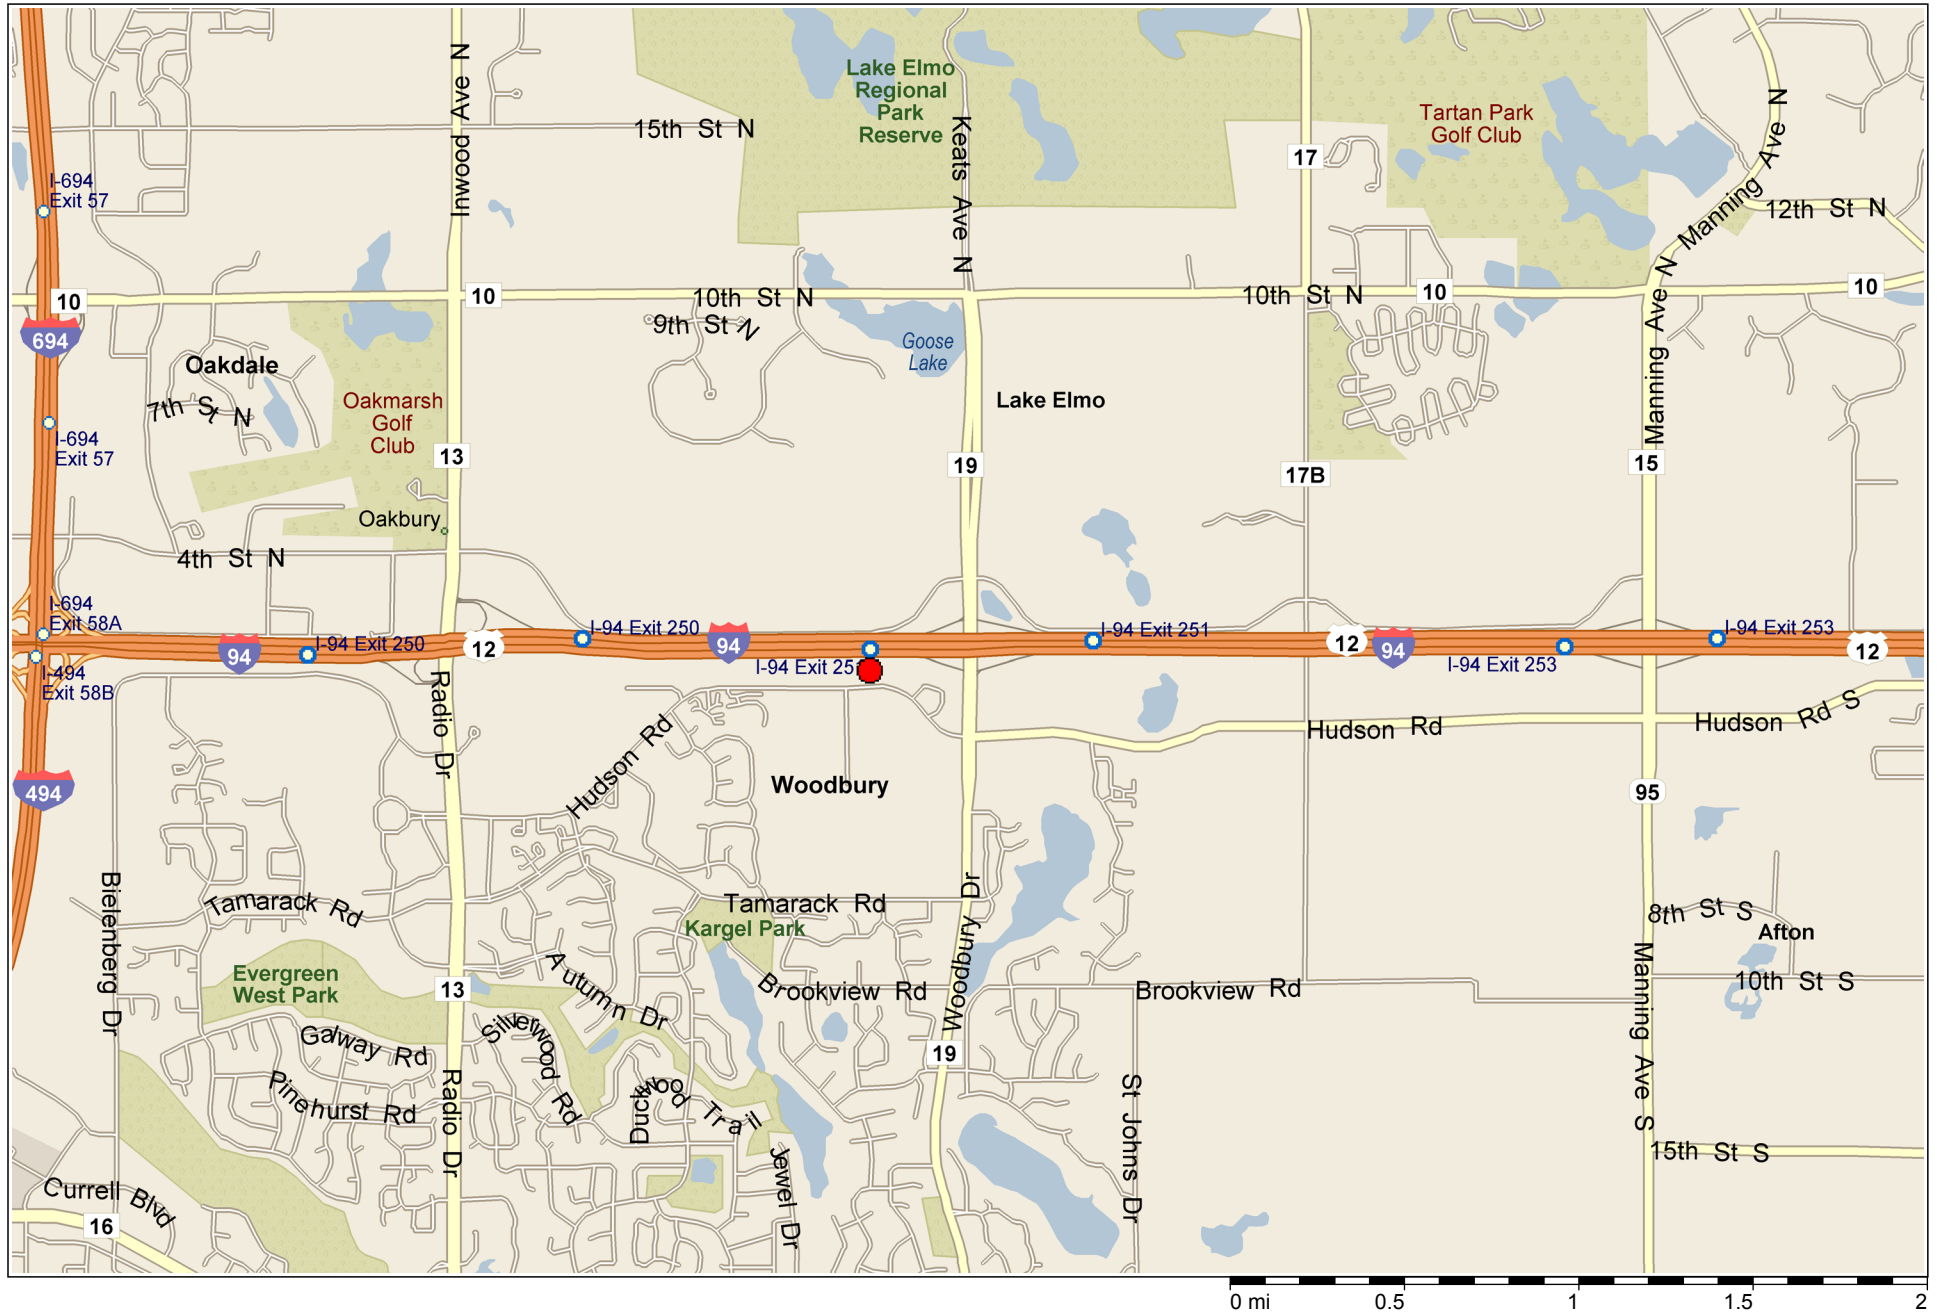 Inwood Ave N
15th St N
Lake Elmo
Regional
Park
Reserve
Keats Ave N
17
Tartan Park
Golf Club
Manning Ave N
12th St N
I-694
Exit 57
10
10
10th St N
10th St N
10
10
9th St N
Goose
Lake
694
Oakdale
7th St N
Oakmarsh
Golf
Club
Lake Elmo
Manning Ave N
I-694
Exit 57
13
19
17B
15
Oakbury
4th St N
I-694
Exit 58A
I-94 Exit 250
94
12
I-94 Exit 250
94
I-94 Exit 25
I-94 Exit 251
12
94
I-94 Exit 253
I-94 Exit 253
12
I-494
Exit 58B
Radio Dr
Hudson Rd
Hudson Rd
Hudson Rd S
494
Woodbury
95
Bielenberg Dr
Tamarack Rd
Tamarack Rd
Kargel Park
Woodbury Dr
8th St S
Afton
10th St S
Evergreen
West Park
13
Autumn Dr
Brookview Rd
Brookview Rd
Manning Ave S
Galway Rd
Silverwood Rd
19
Pinehurst Rd
Radio Dr
Duckwood Trail
St Johns Dr
15th St S
Jewel Dr
Currell Blvd
16
0 mi 0.5 1 1.5 2